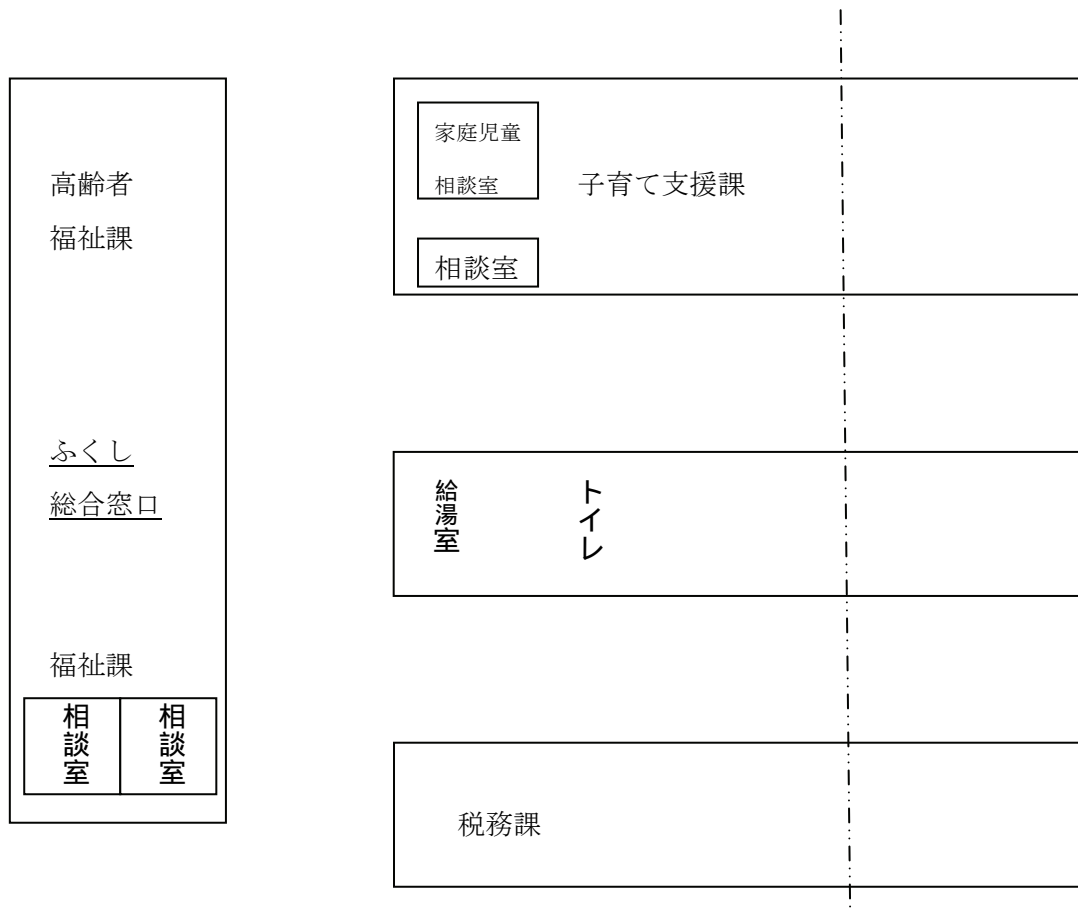 高齢者
福祉課
ふくし
総合窓口
福祉課
相談室
相談室
家庭児童
相談室
子育て支援課
相談室
給湯室
トイレ
税務課